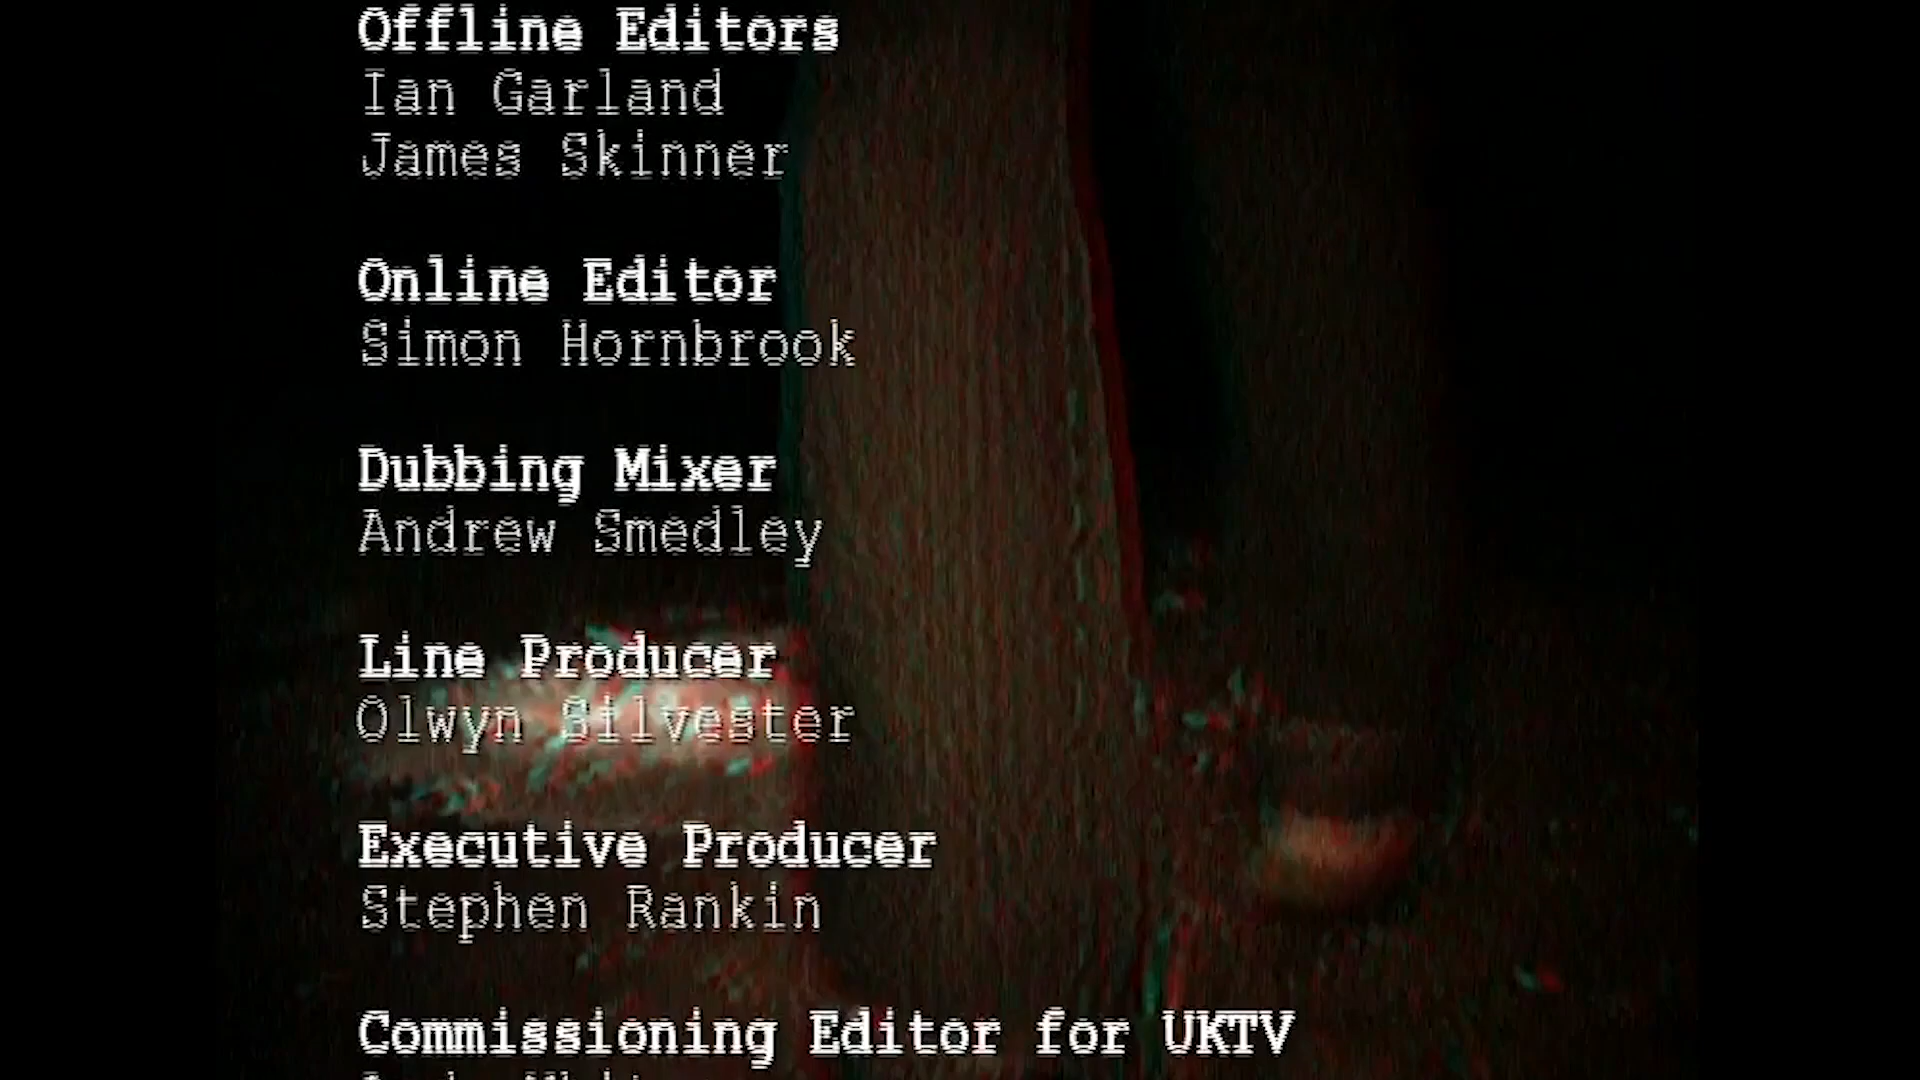 Offline Editors
Ian Garland
James Skinner
Online Editor
Simon Hornbrook
Dubbing Mixer
Andrew Smedley
Line Producer
Olwyn Silvester
Executive Producer
Stephen Rankin
Commissioning Editor for UKTV